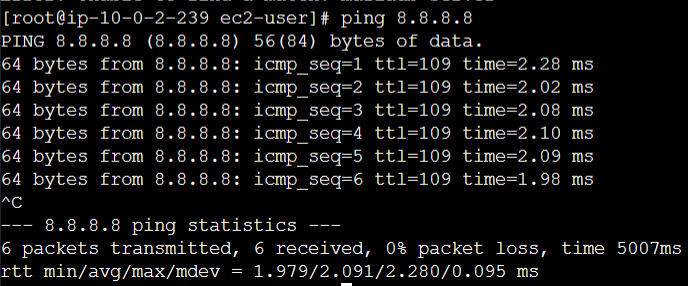 [root@ip-10-0-2-239 ec2-user]# ping 8.8.8.8
PING 8.8.8.8 (8.8.8.8) 56(84) bytes of data.
64 bytes from 8.8.8.8: icmp_seq=1 ttl=109 time=2.28 ms
64 bytes from 8.8.8.8: icmp_seq=2 ttl=109 time=2.02 ms
64 bytes from 8.8.8.8: icmp_seq=3 ttl=109 time=2.08 ms
64 bytes from 8.8.8.8: icmp_seq=4 ttl=109 time=2.10 ms
64 bytes from 8.8.8.8: icmp_seq=5 ttl=109 time=2.09 ms
64 bytes from 8.8.8.8: icmp_seq=6 ttl=109 time=1.98 ms
^C
--- 8.8.8.8 ping statistics ---
6 packets transmitted, 6 received, 0% packet loss, time 5007ms
rtt min/avg/max/mdev = 1.979/2.091/2.280/0.095 ms